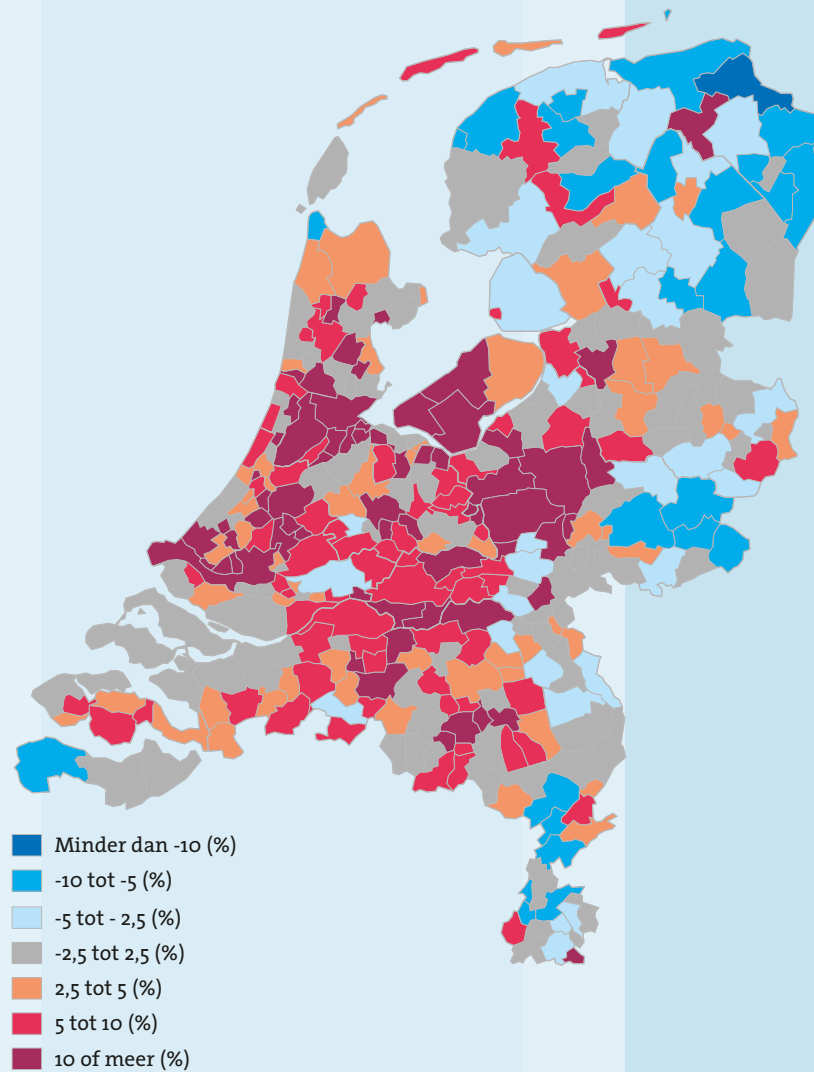 Minder dan -10 (%)
-10 tot -5 (%)
-5 tot - 2,5 (%)
-2,5 tot 2,5 (%)
2,5 tot 5 (%)
5 tot 10 (%)
10 of meer (%)